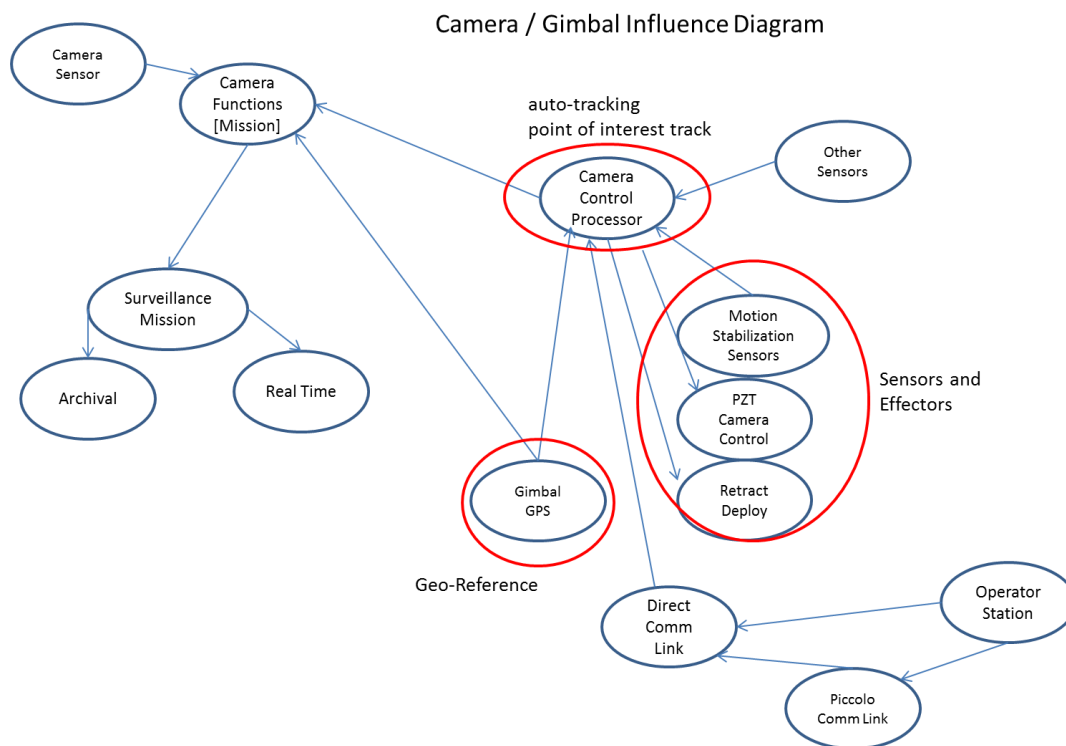 Camera / Gimbal Influence Diagram
Camera
Sensor
Camera
Functions
[Mission]
auto-tracking
point of interest track
Camera
Control
Processor
Other
Sensors
Surveillance
Mission
Archival
Real Time
Motion
Stabilization
Sensors
PZT
Camera
Control
Retract
Deploy
Sensors and
Effectors
Gimbal
GPS
Geo-Reference
Direct
Comm
Link
Operator
Station
Piccolo
Comm Link